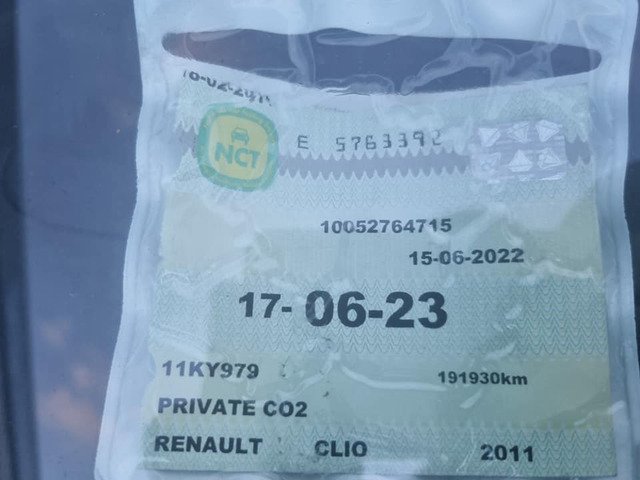 NCT
E 5763392
10052764715
15-06-2022
17- 06-23
11KY979 191930km
PRIVATE CO2
RENAULT CLIO 2011